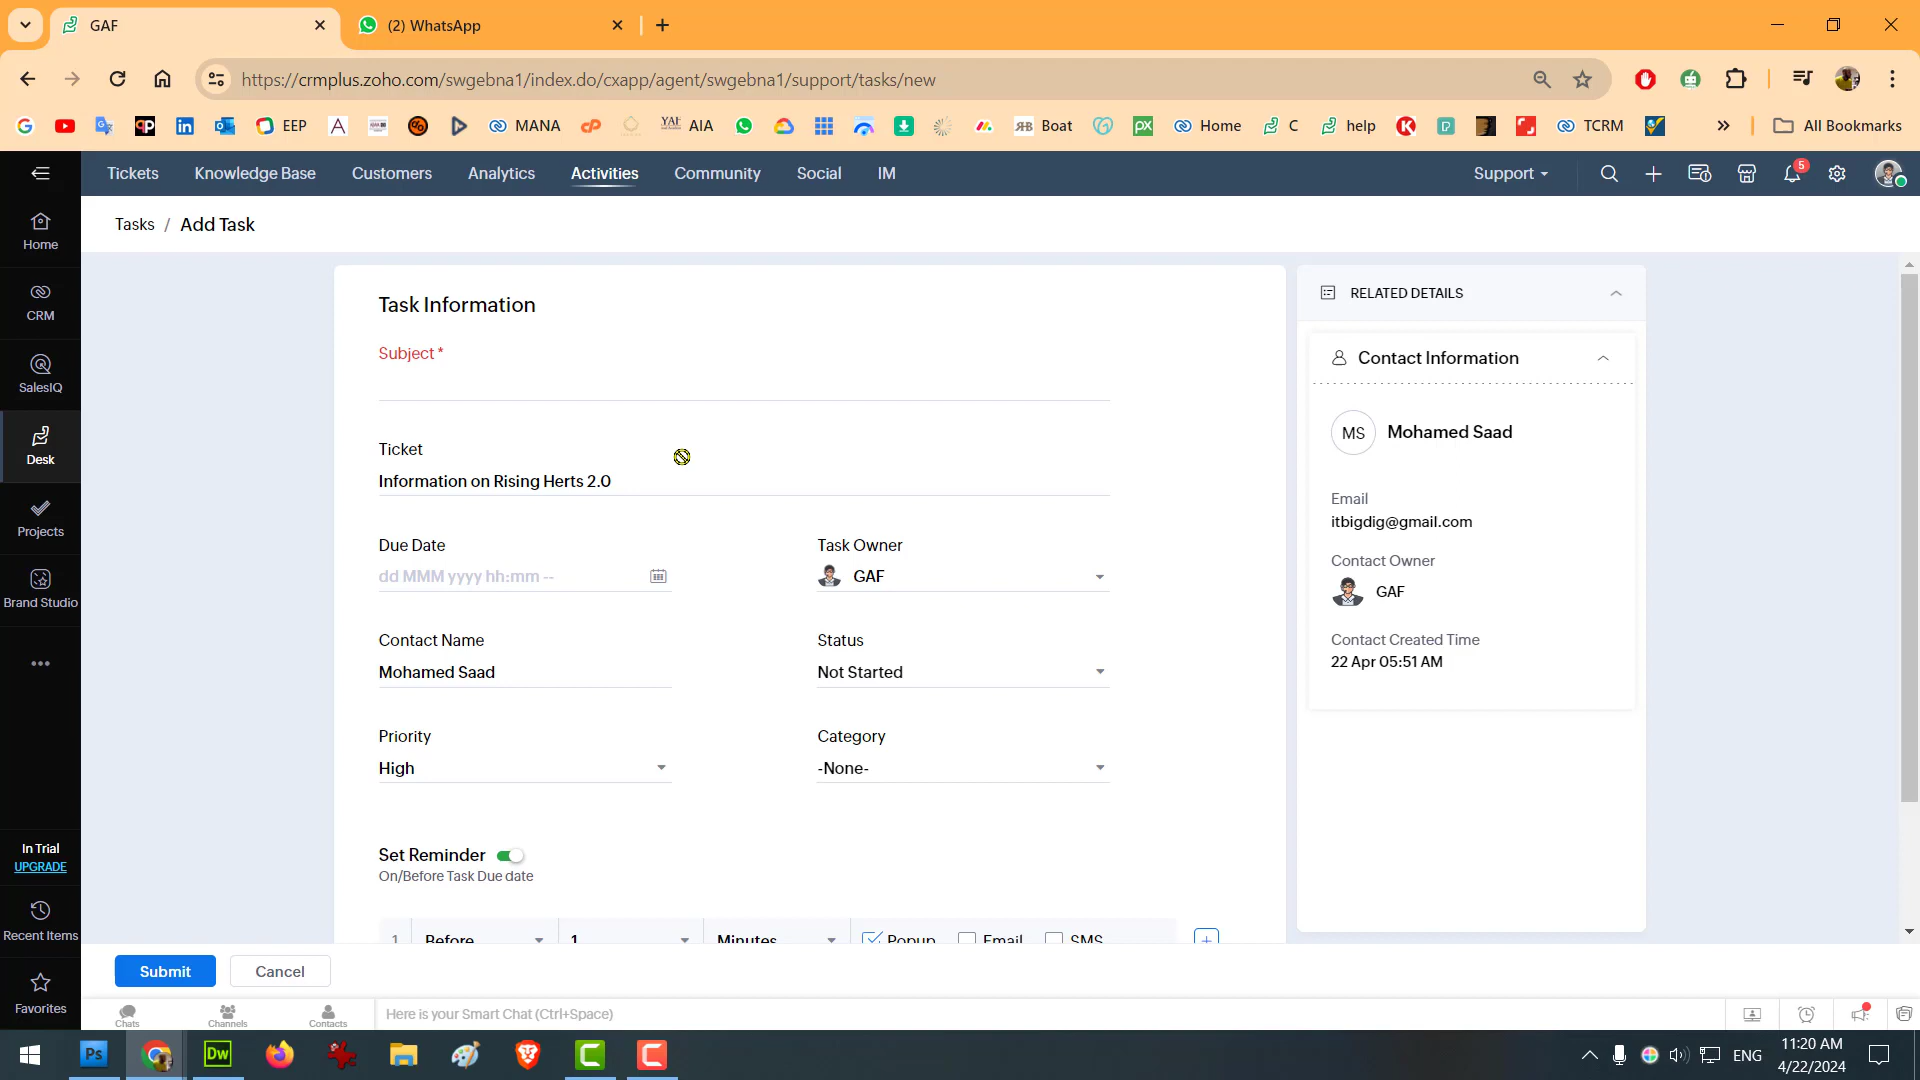 GAF
(2) WhatsApp
https://crmplus.zoho.com/swgebna1/index.do/cxapp/agent/swgebna1/support/tasks/new
EEP
MANA
YAE AIA
Boat
Home
C
help
TCRM
All Bookmarks
Tickets
Knowledge Base
Customers
Analytics
Activities
Community
Social
IM
Support
5
Home
CRM
SalesIQ
Desk
Projects
Brand Studio
In Trial
UPGRADE
Recent Items
Favorites
Tasks / Add Task
Task Information
Subject *
Ticket
Information on Rising Herts 2.0
Due Date
dd MMM yyyy hh:mm --
Task Owner
GAF
Contact Name
Mohamed Saad
Status
Not Started
Priority
High
Category
-None-
Set Reminder
On/Before Task Due date
1 Before 1 Minutes Popup Email SMS
RELATED DETAILS
Contact Information
MS
Mohamed Saad
Email
itbigdig@gmail.com
Contact Owner
GAF
Contact Created Time
22 Apr 05:51 AM
Submit
Cancel
Chats
Channels
Contacts
Here is your Smart Chat (Ctrl+Space)
Ps
Dw
ENG
11:20 AM
4/22/2024